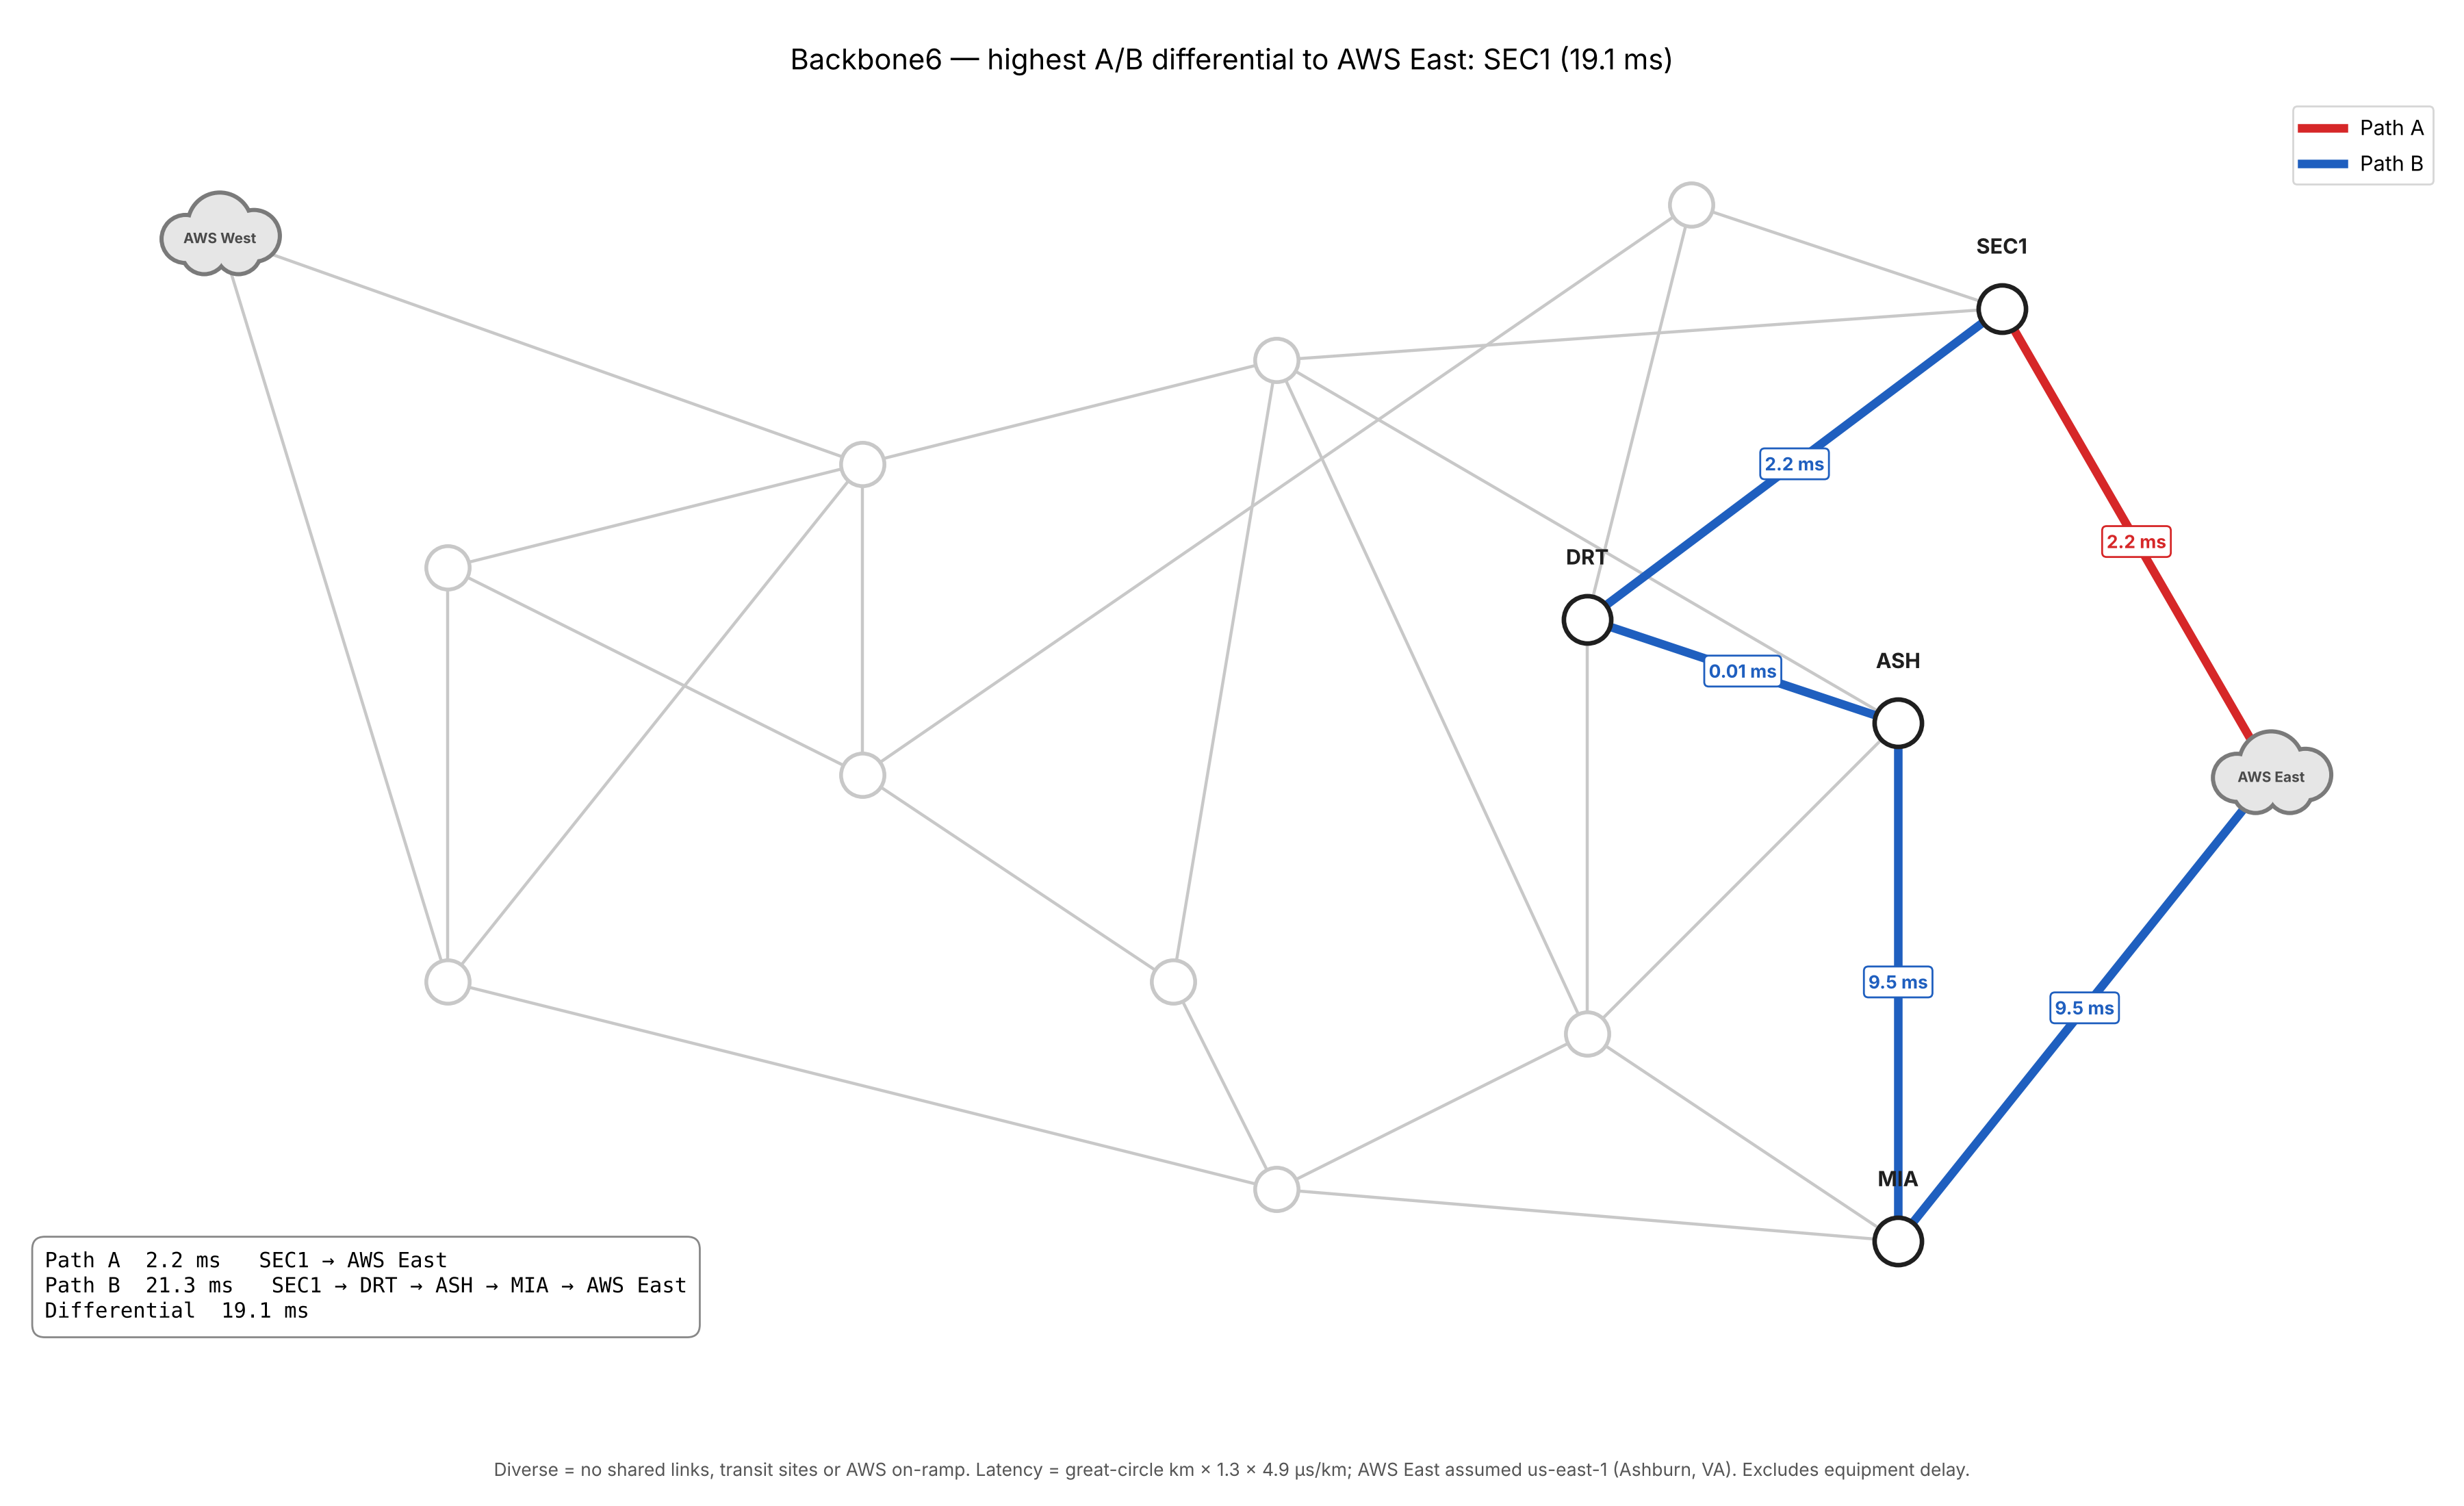 Backbone6 — highest A/B differential to AWS East: SEC1 (19.1 ms)
Path A
Path B
AWS West
SEC1
2.2 ms
2.2 ms
DRT
0.01 ms
ASH
AWS East
9.5 ms
9.5 ms
MIA
Path A  2.2 ms   SEC1 → AWS East
Path B  21.3 ms   SEC1 → DRT → ASH → MIA → AWS East
Differential  19.1 ms
Diverse = no shared links, transit sites or AWS on-ramp. Latency = great-circle km × 1.3 × 4.9 µs/km; AWS East assumed us-east-1 (Ashburn, VA). Excludes equipment delay.